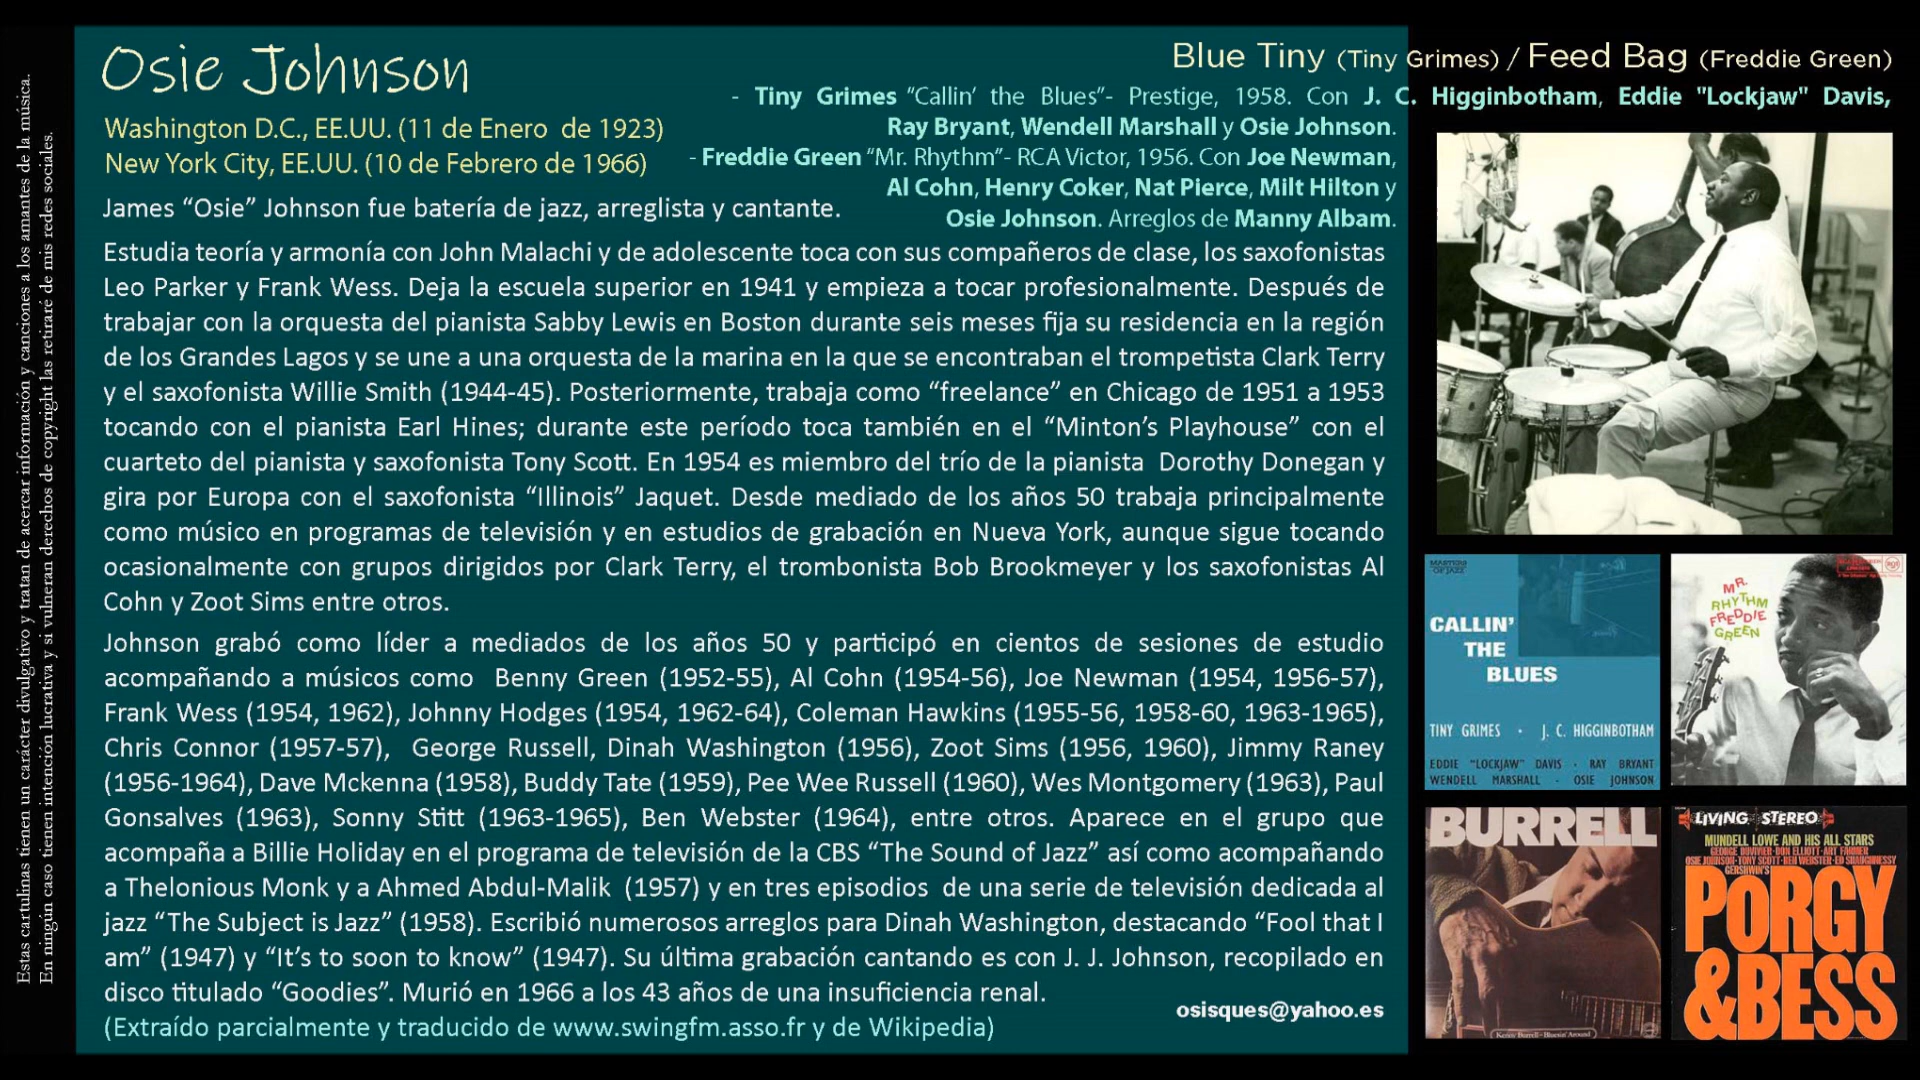 Estas cartulinas tienen un carácter divulgativo y tratan de acercar información y canciones a los amantes de la música.
En ningún caso tienen intención lucrativa y si vulneran derechos de copyright las retiraré de mis redes sociales.
Osie Johnson
Washington D.C., EE.UU. (11 de Enero de 1923)
New York City, EE.UU. (10 de Febrero de 1966)
Blue Tiny (Tiny Grimes) / Feed Bag (Freddie Green)
- Tiny Grimes “Callin’ the Blues”- Prestige, 1958. Con J. C. Higginbotham, Eddie "Lockjaw" Davis,
Ray Bryant, Wendell Marshall y Osie Johnson.
- Freddie Green “Mr. Rhythm”- RCA Victor, 1956. Con Joe Newman,
Al Cohn, Henry Coker, Nat Pierce, Milt Hilton y
Osie Johnson. Arreglos de Manny Albam.
James “Osie” Johnson fue batería de jazz, arreglista y cantante.
Estudia teoría y armonía con John Malachi y de adolescente toca con sus compañeros de clase, los saxofonistas
Leo Parker y Frank Wess. Deja la escuela superior en 1941 y empieza a tocar profesionalmente. Después de
trabajar con la orquesta del pianista Sabby Lewis en Boston durante seis meses fija su residencia en la región
de los Grandes Lagos y se une a una orquesta de la marina en la que se encontraban el trompetista Clark Terry
y el saxofonista Willie Smith (1944-45). Posteriormente, trabaja como “freelance” en Chicago de 1951 a 1953
tocando con el pianista Earl Hines; durante este período toca también en el “Minton’s Playhouse” con el
cuarteto del pianista y saxofonista Tony Scott. En 1954 es miembro del trío de la pianista Dorothy Donegan y
gira por Europa con el saxofonista “Illinois” Jaquet. Desde mediado de los años 50 trabaja principalmente
como músico en programas de televisión y en estudios de grabación en Nueva York, aunque sigue tocando
ocasionalmente con grupos dirigidos por Clark Terry, el trombonista Bob Brookmeyer y los saxofonistas Al
Cohn y Zoot Sims entre otros.
Johnson grabó como líder a mediados de los años 50 y participó en cientos de sesiones de estudio
acompañando a músicos como Benny Green (1952-55), Al Cohn (1954-56), Joe Newman (1954, 1956-57),
Frank Wess (1954, 1962), Johnny Hodges (1954, 1962-64), Coleman Hawkins (1955-56, 1958-60, 1963-1965),
Chris Connor (1957-57), George Russell, Dinah Washington (1956), Zoot Sims (1956, 1960), Jimmy Raney
(1956-1964), Dave Mckenna (1958), Buddy Tate (1959), Pee Wee Russell (1960), Wes Montgomery (1963), Paul
Gonsalves (1963), Sonny Stitt (1963-1965), Ben Webster (1964), entre otros. Aparece en el grupo que
acompaña a Billie Holiday en el programa de televisión de la CBS “The Sound of Jazz” así como acompañando
a Thelonious Monk y a Ahmed Abdul-Malik (1957) y en tres episodios de una serie de televisión dedicada al
jazz “The Subject is Jazz” (1958). Escribió numerosos arreglos para Dinah Washington, destacando “Fool that I
am” (1947) y “It’s to soon to know” (1947). Su última grabación cantando es con J. J. Johnson, recopilado en
disco titulado “Goodies”. Murió en 1966 a los 43 años de una insuficiencia renal.
(Extraído parcialmente y traducido de www.swingfm.asso.fr y de Wikipedia)
osisques@yahoo.es
MASTERS
OF JAZZ
CALLIN’
THE
BLUES
TINY GRIMES · J. C. HIGGINBOTHAM
EDDIE “LOCKJAW” DAVIS · RAY BRYANT
WENDELL MARSHALL · OSIE JOHNSON
MR.
RHYTHM
FREDDIE
GREEN
BURRELL
Kenny Burrell - Bluesin' Around
LIVING STEREO
MUNDELL LOWE AND HIS ALL STARS
GEORGE DUVIVIER·DON ELLIOTT·ART FARMER
OSIE JOHNSON·TONY SCOTT·BEN WEBSTER·ED SHAUGHNESSY
GERSHWIN'S
PORGY
&BESS